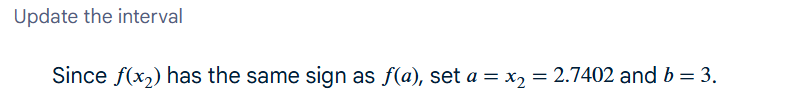 Update the interval
Since f(x₂) has the same sign as f(a), set a = x₂ = 2.7402 and b = 3.